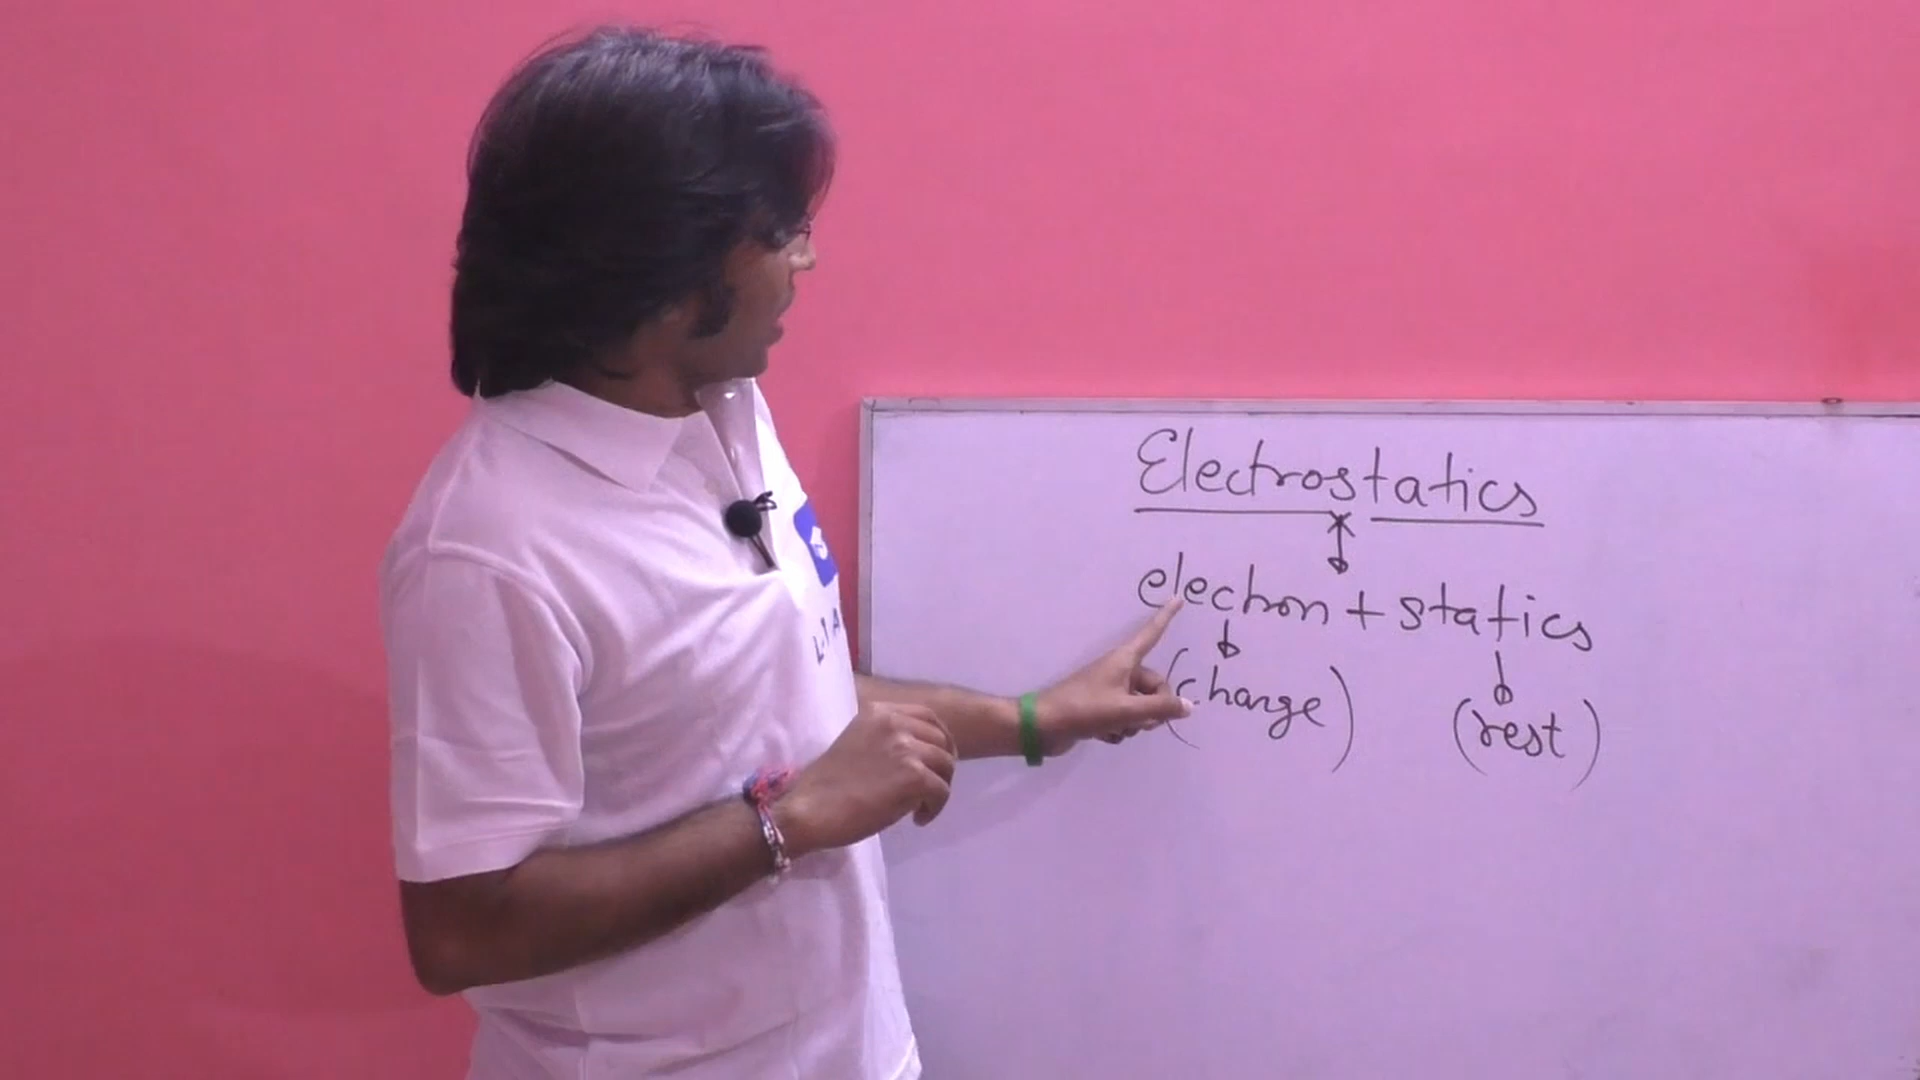 Electrostatics
electron + statics
(charge) (rest)